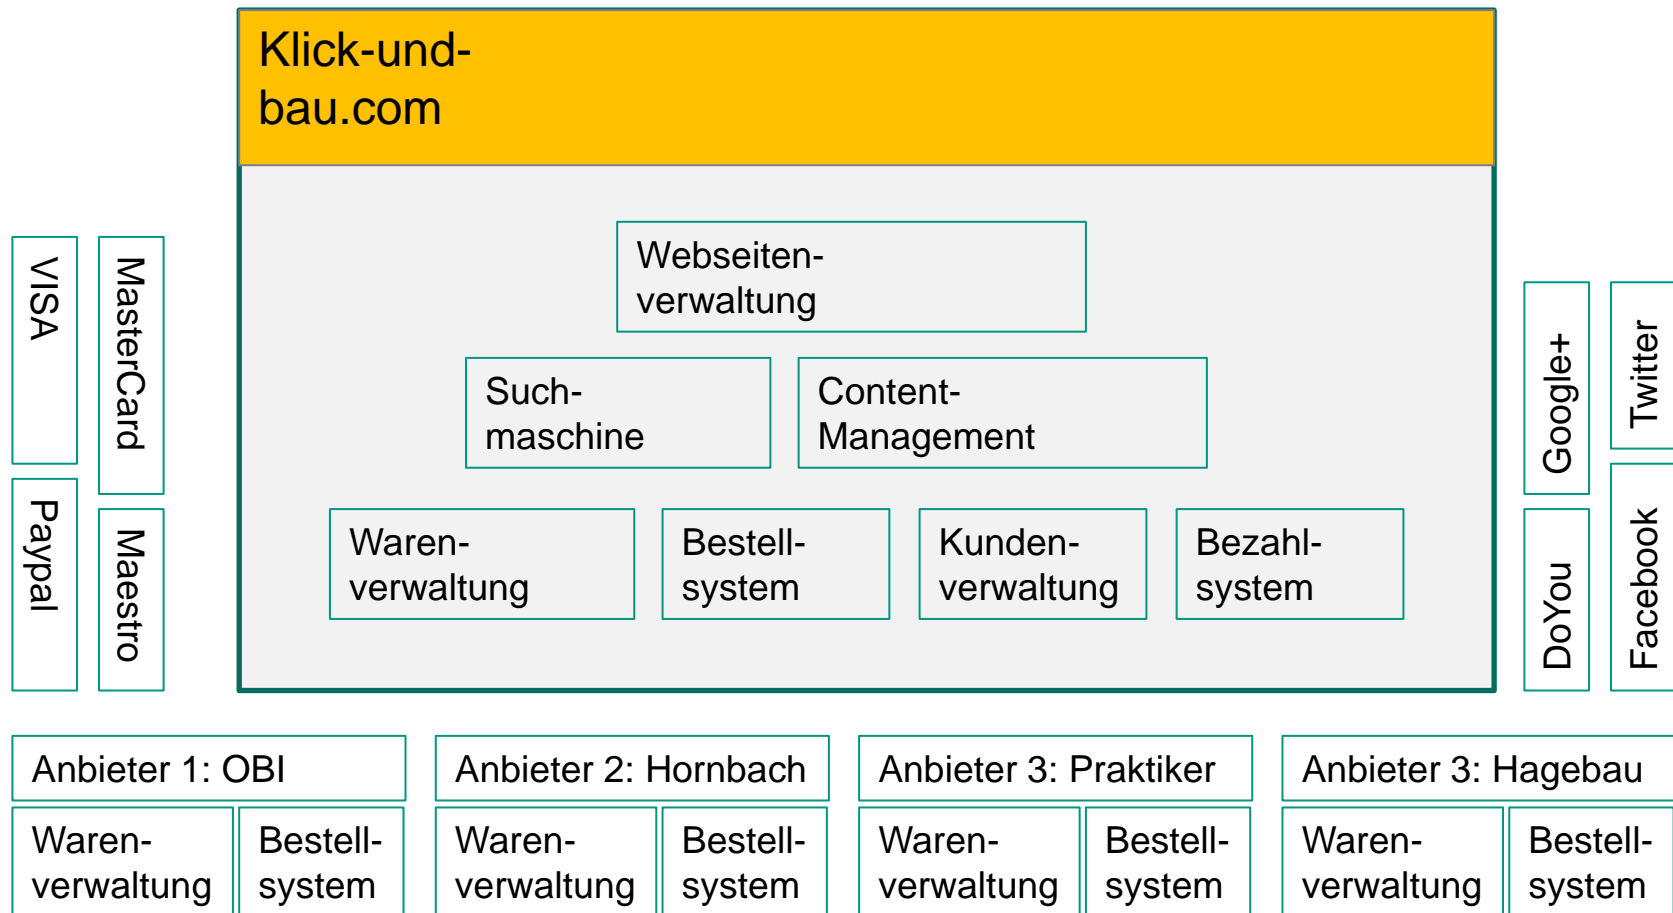 Klick-und-
bau.com
Webseiten-
verwaltung
Such-
maschine
Content-
Management
Waren-
verwaltung
Bestell-
system
Kunden-
verwaltung
Bezahl-
system
VISA
MasterCard
Paypal
Maestro
Google+
Twitter
DoYou
Facebook
Anbieter 1: OBI
Waren-
verwaltung
Bestell-
system
Anbieter 2: Hornbach
Waren-
verwaltung
Bestell-
system
Anbieter 3: Praktiker
Waren-
verwaltung
Bestell-
system
Anbieter 3: Hagebau
Waren-
verwaltung
Bestell-
system